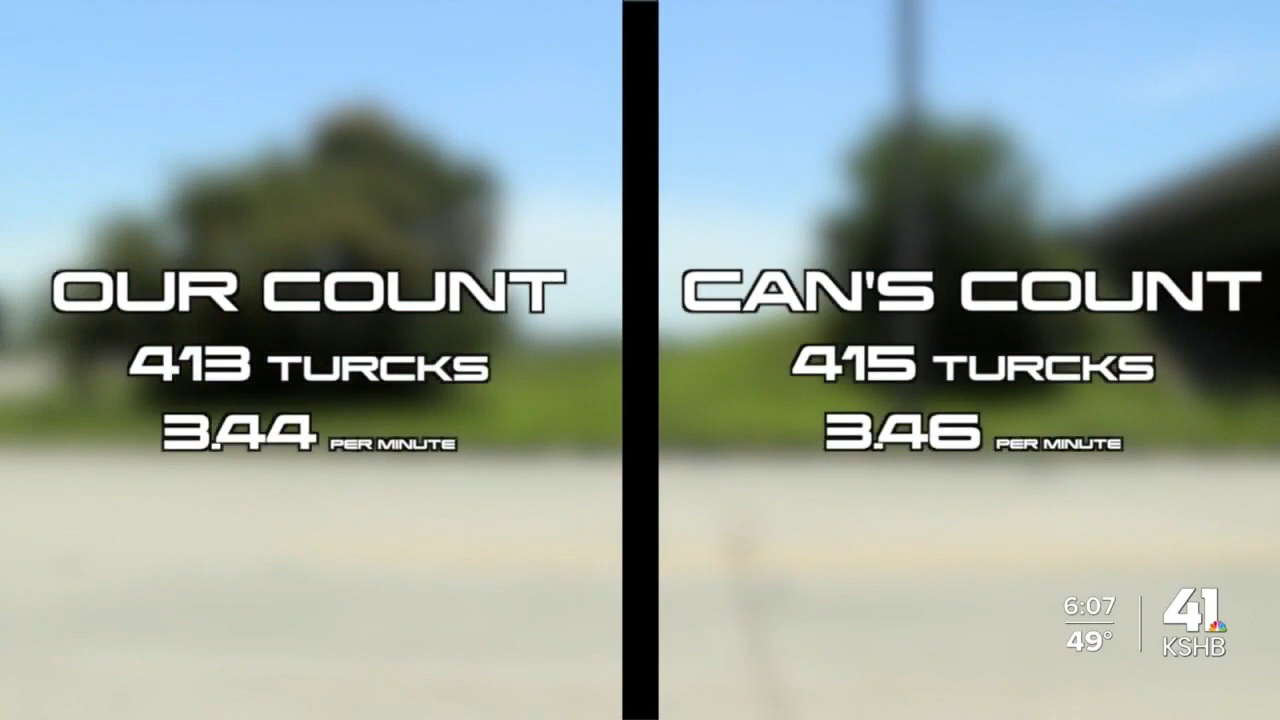 OUR COUNT
413 TURCKS
3.44 PER MINUTE
CAN'S COUNT
415 TURCKS
3.46 PER MINUTE
6:07
49°
41
KSHB